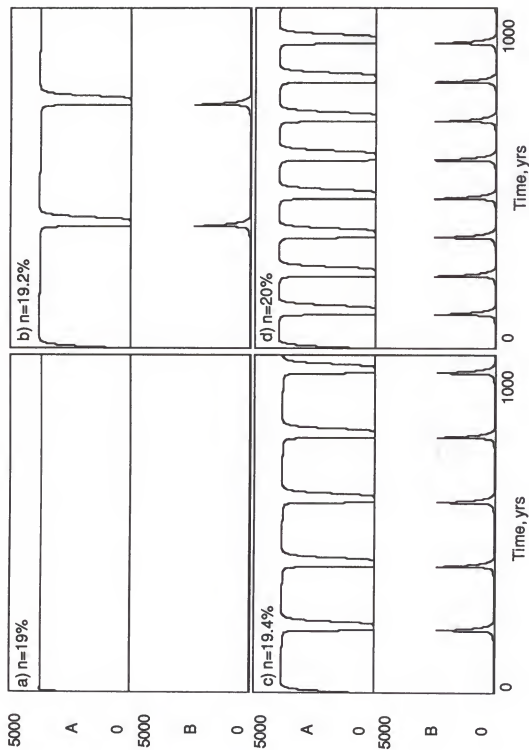 a) n=19%
b) n=19.2%
5000
A
0
5000
B
0
c) n=19.4%
d) n=20%
5000
A
0
5000
B
0
0
1000
0
1000
Time, yrs
Time, yrs